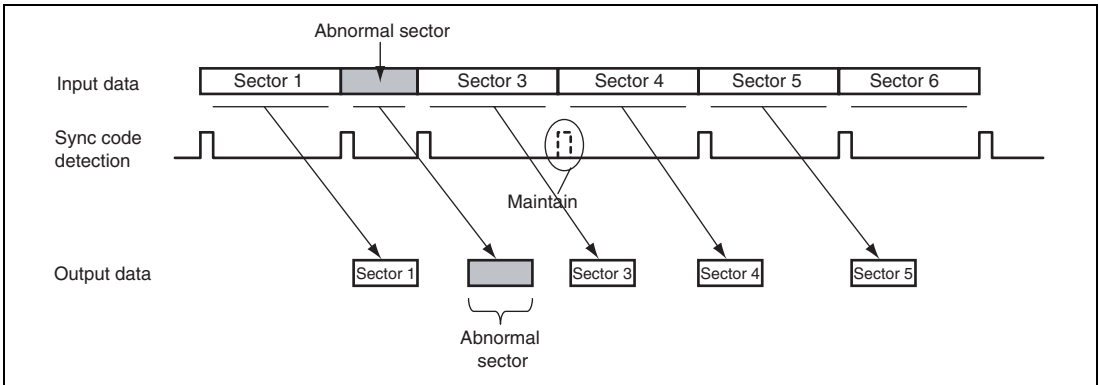 Abnormal sector
Input data
Sector 1
Sector 3
Sector 4
Sector 5
Sector 6
Sync code
detection
Maintain
Output data
Sector 1
Sector 3
Sector 4
Sector 5
Abnormal
sector